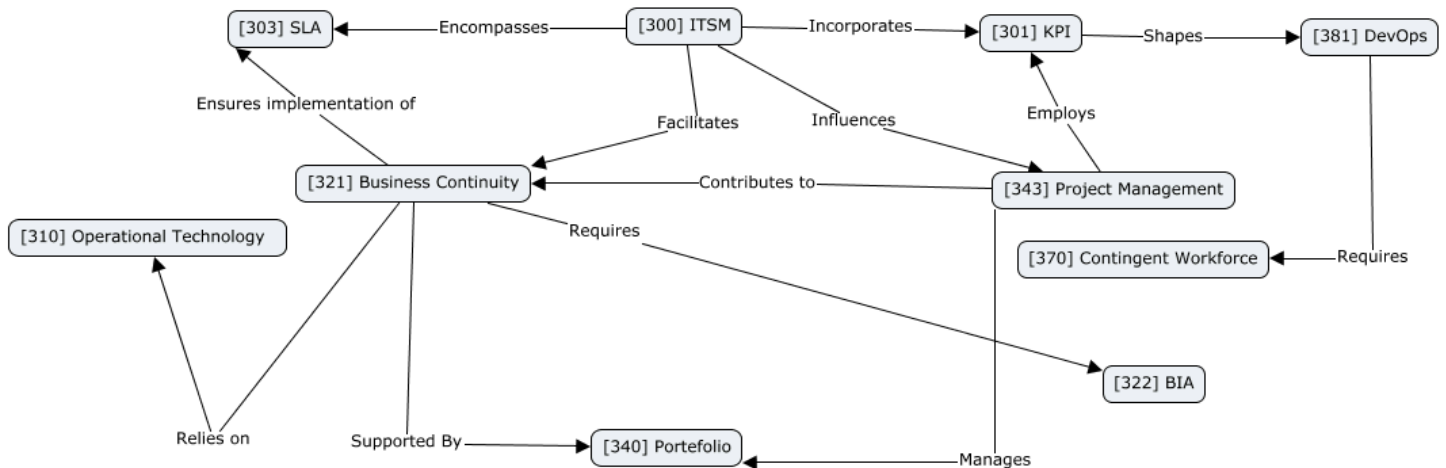 [303] SLA
Encompasses
[300] ITSM
Incorporates
[301] KPI
Shapes
[381] DevOps
Ensures implementation of
Facilitates
Influences
Employs
[321] Business Continuity
Contributes to
[343] Project Management
[310] Operational Technology
Requires
[370] Contingent Workforce
Requires
[322] BIA
Relies on
Supported By
[340] Portefolio
Manages